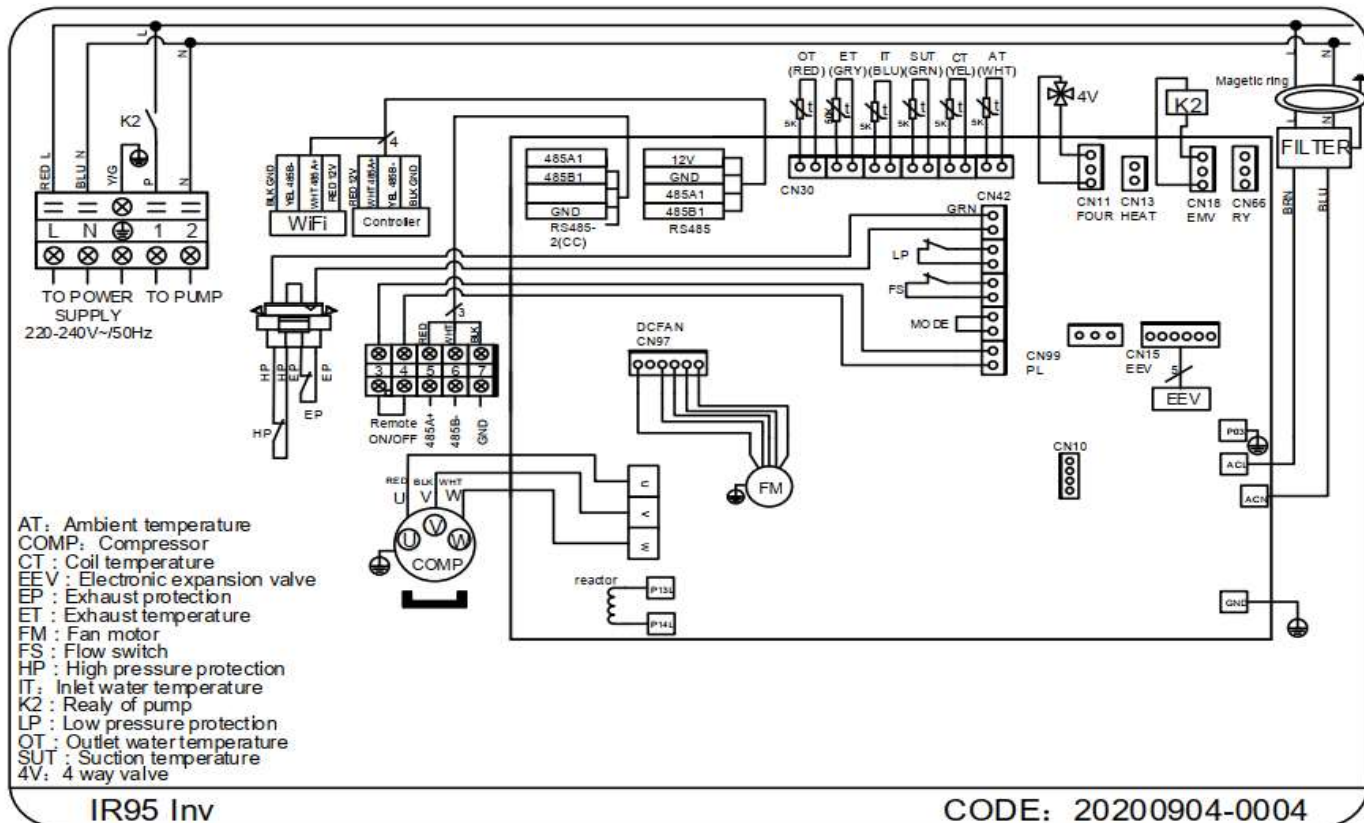 L
N
L
N
OT ET IT SUT CT AT
(RED) (GRY) (BLU) (GRN) (YEL) (WHT)
Magetic ring
4V
K2
K2
4
t t t t t t
5K 50K 5K 5K 5K 5K
L N
FILTER
RED L
BLU N
Y/G
P
N
BLK GND
YEL 485B-
WHT 485A+
RED 12V
RED 12V
WHT 485A+
YEL 485B-
BLK GND
WiFi
Controller
485A1
485B1
GND
RS485-
2(CC)
12V
GND
485A1
485B1
RS485
CN30
CN42
GRN
CN11
FOUR
CN13
HEAT
CN18
EMV
CN66
RY
BRN
BLU
L N 1 2
TO POWER
SUPPLY
220-240V~/50Hz
TO PUMP
LP
FS
MODE
3
RED
WHT
BLK
DCFAN
CN97
CN99
PL
CN15
EEV
5
EEV
HP
HP
EP
EP
EP
HP
3 4 5 6 7
Remote
ON/OFF
485A+
485B-
GND
CN10
P03
ACL
ACN
FM
RED BLK WHT
U V W
U V W
COMP
U
V
W
reactor
P13L
P14L
GND
AT: Ambient temperature
COMP: Compressor
CT : Coil temperature
EEV : Electronic expansion valve
EP : Exhaust protection
ET : Exhaust temperature
FM : Fan motor
FS : Flow switch
HP : High pressure protection
IT: Inlet water temperature
K2 : Realy of pump
LP : Low pressure protection
OT : Outlet water temperature
SUT : Suction temperature
4V: 4 way valve
IR95 Inv
CODE: 20200904-0004